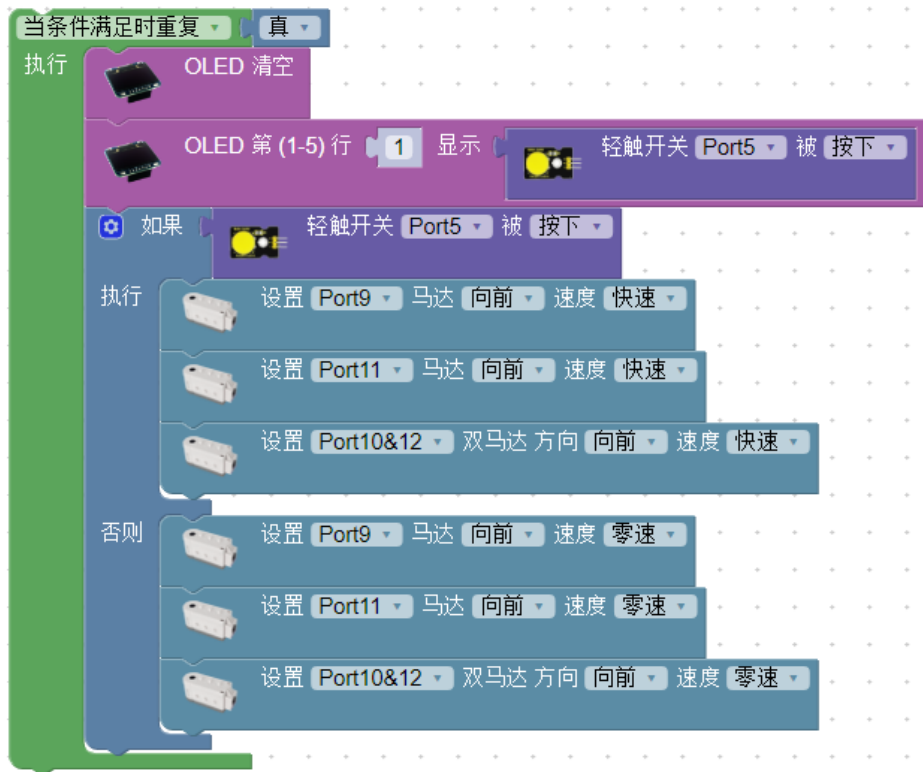 当条件满足时重复 真
执行 OLED 清空
OLED 第 (1-5) 行 1 显示 轻触开关 Port5 被 按下
如果 轻触开关 Port5 被 按下
执行 设置 Port9 马达 向前 速度 快速
设置 Port11 马达 向前 速度 快速
设置 Port10&12 双马达 方向 向前 速度 快速
否则 设置 Port9 马达 向前 速度 零速
设置 Port11 马达 向前 速度 零速
设置 Port10&12 双马达 方向 向前 速度 零速